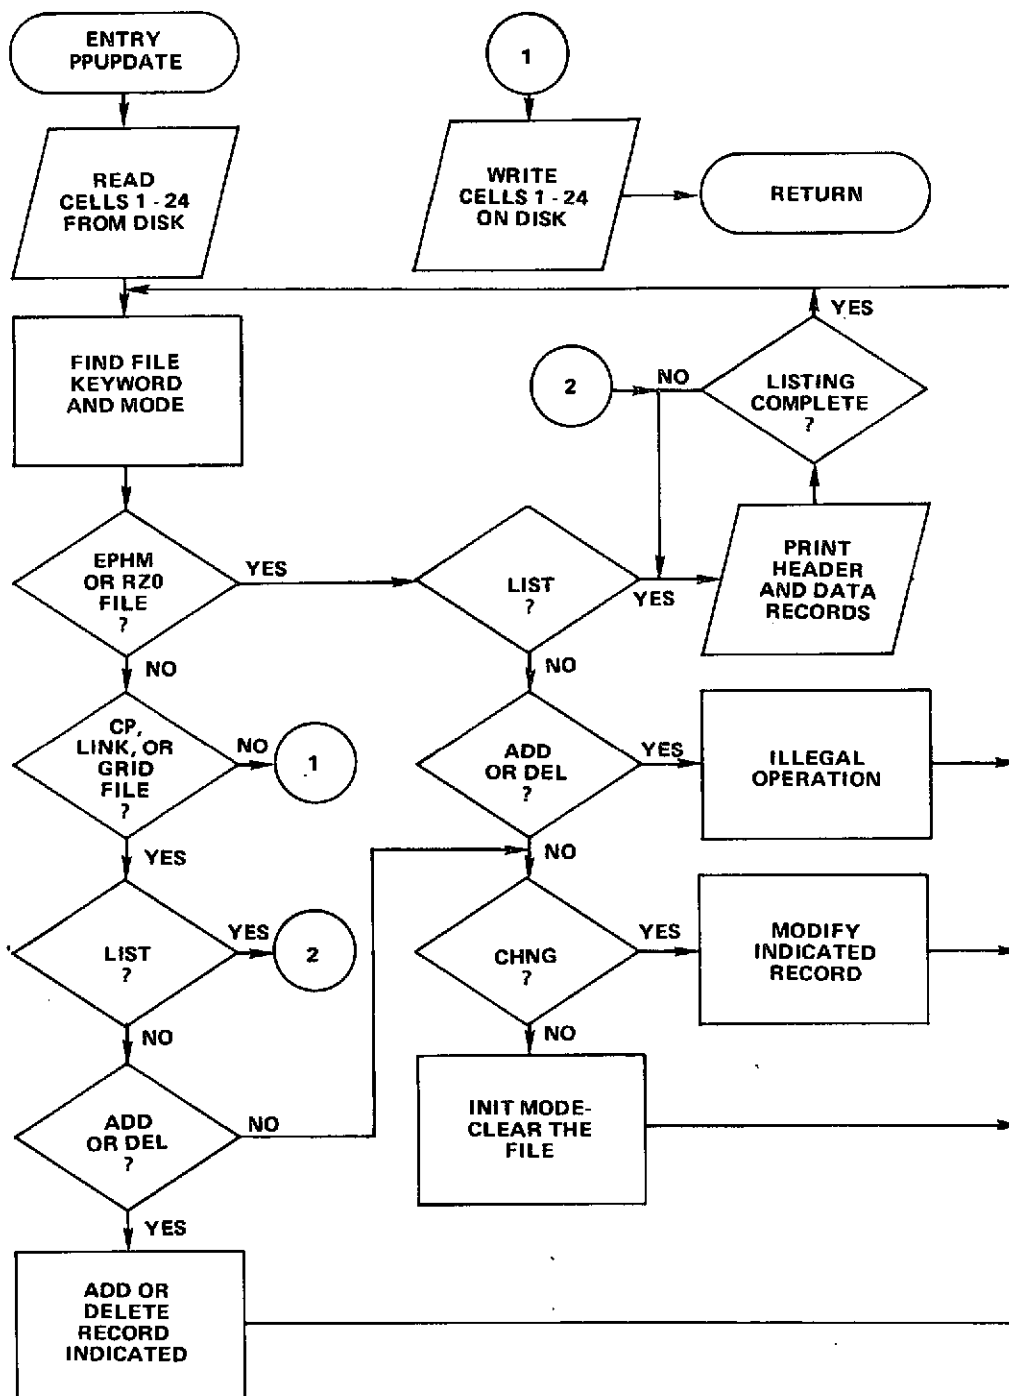 ENTRY
PPUPDATE
1
READ
CELLS 1 - 24
FROM DISK
WRITE
CELLS 1 - 24
ON DISK
RETURN
YES
FIND FILE
KEYWORD
AND MODE
2
NO
LISTING
COMPLETE
?
EPHM
OR RZ0
FILE
?
YES
LIST
?
YES
PRINT
HEADER
AND DATA
RECORDS
NO
NO
CP,
LINK, OR
GRID
FILE
?
NO
1
ADD
OR DEL
?
YES
ILLEGAL
OPERATION
YES
NO
LIST
?
YES
2
CHNG
?
YES
MODIFY
INDICATED
RECORD
NO
NO
ADD
OR DEL
?
NO
INIT MODE-
CLEAR THE
FILE
YES
ADD OR
DELETE
RECORD
INDICATED